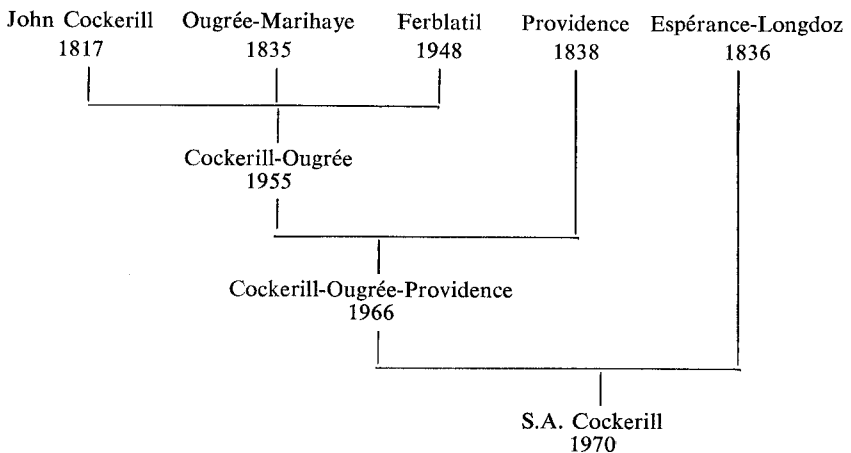 John Cockerill Ougrée-Marihaye Ferblatil Providence Espérance-Longdoz
1817 1835 1948 1838 1836
Cockerill-Ougrée
1955
Cockerill-Ougrée-Providence
1966
S.A. Cockerill
1970